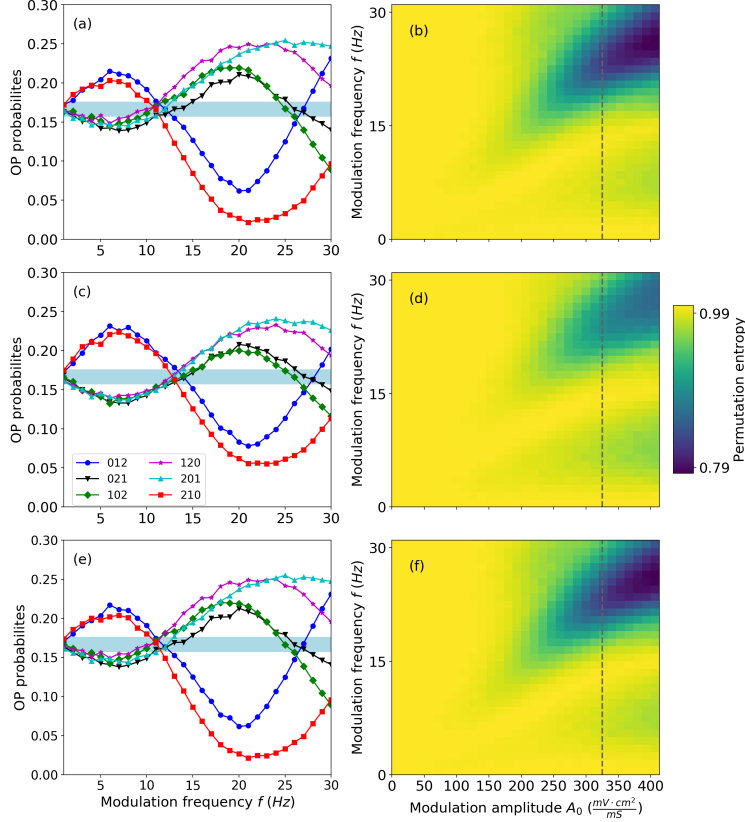 (a)
OP probabilites
0.30
0.25
0.20
0.15
0.10
0.05
0.00
5 10 15 20 25 30
(b)
Modulation frequency f (Hz)
30
15
0
(c)
OP probabilites
0.30
0.25
0.20
0.15
0.10
0.05
0.00
012 120
021 201
102 210
5 10 15 20 25 30
(d)
Modulation frequency f (Hz)
30
15
0
0.99
Permutation entropy
0.79
(e)
OP probabilites
0.30
0.25
0.20
0.15
0.10
0.05
0.00
5 10 15 20 25 30
Modulation frequency f (Hz)
(f)
Modulation frequency f (Hz)
30
15
0
0 50 100 150 200 250 300 350 400
Modulation amplitude A₀ (mV·cm²/mS)